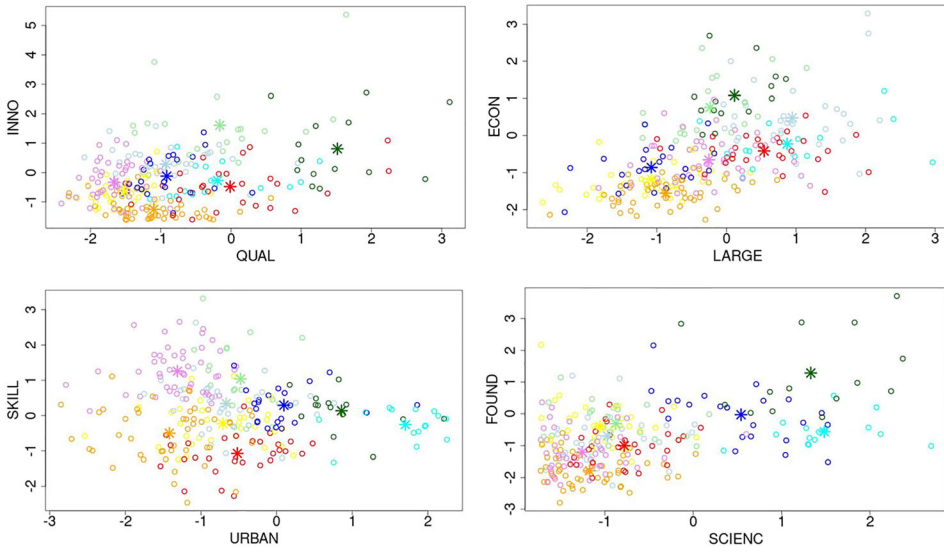 INNO
5
4
3
2
1
0
-1
-2 -1 0 1 2 3
QUAL
ECON
3
2
1
0
-1
-2
-2 -1 0 1 2 3
LARGE
SKILL
3
2
1
0
-1
-2
-3 -2 -1 0 1 2
URBAN
FOUND
3
2
1
0
-1
-2
-3
-1 0 1 2
SCIENC